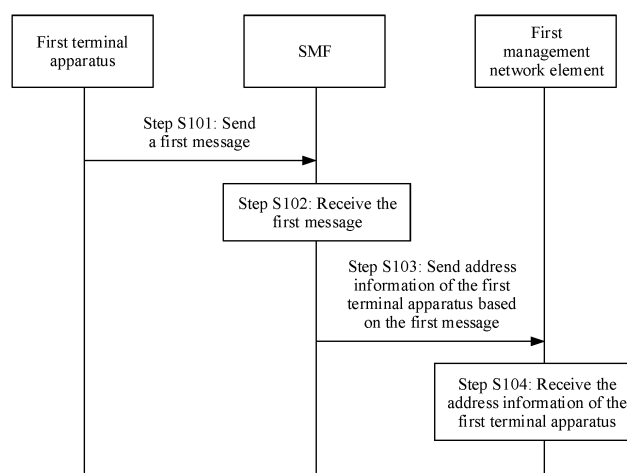 First terminal
apparatus
SMF
First
management
network element
Step S101: Send
a first message
Step S102: Receive the
first message
Step S103: Send address
information of the first
terminal apparatus based
on the first message
Step S104: Receive the
address information of the
first terminal apparatus